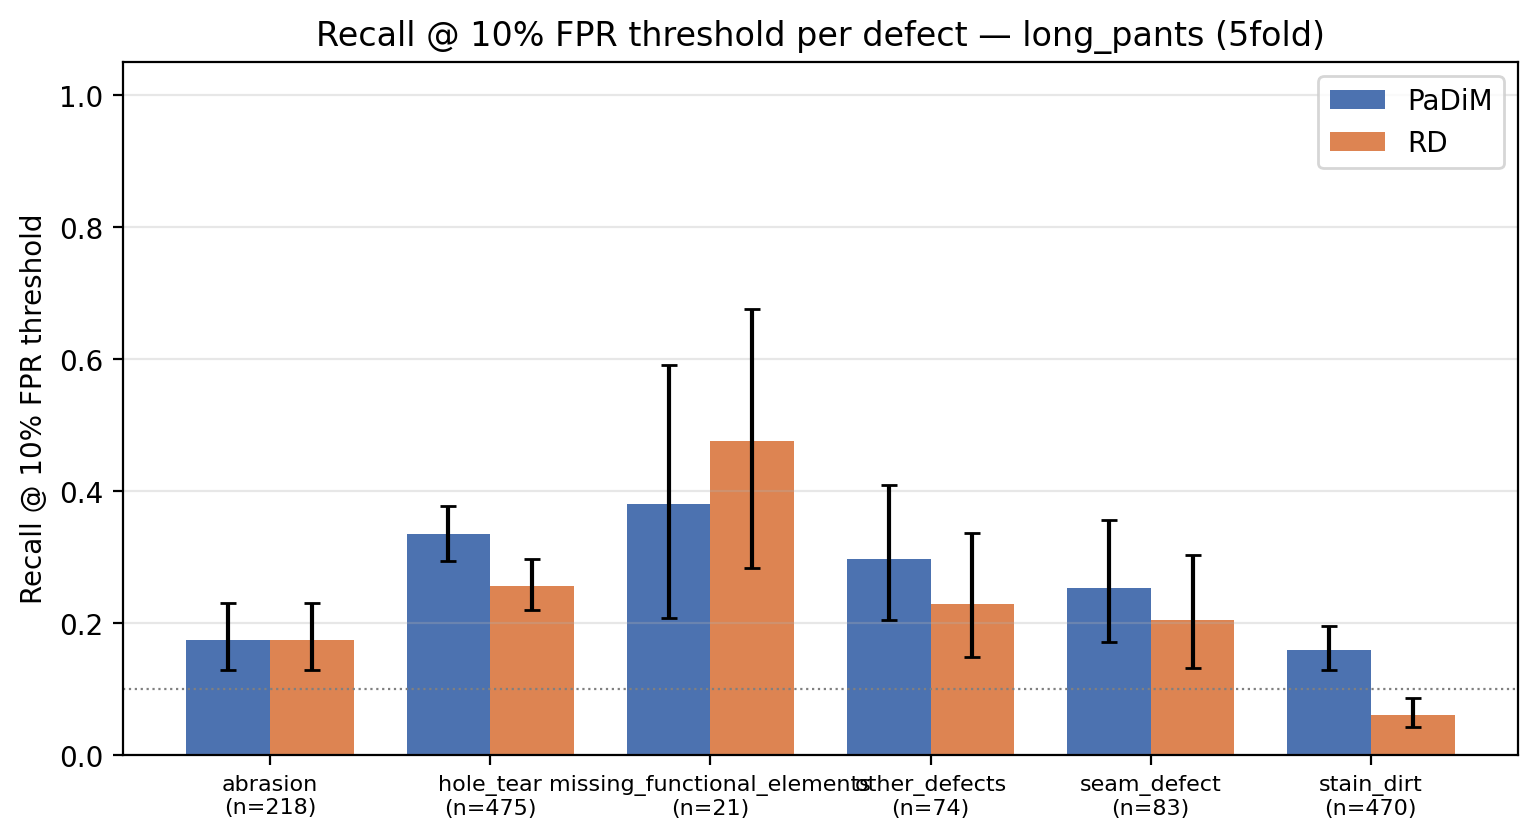 Recall @ 10% FPR threshold per defect — long_pants (5fold)
PaDiM
RD
Recall @ 10% FPR threshold
1.0
0.8
0.6
0.4
0.2
0.0
abrasion
(n=218)
hole_tear
(n=475)
missing_functional_elements
(n=21)
other_defects
(n=74)
seam_defect
(n=83)
stain_dirt
(n=470)